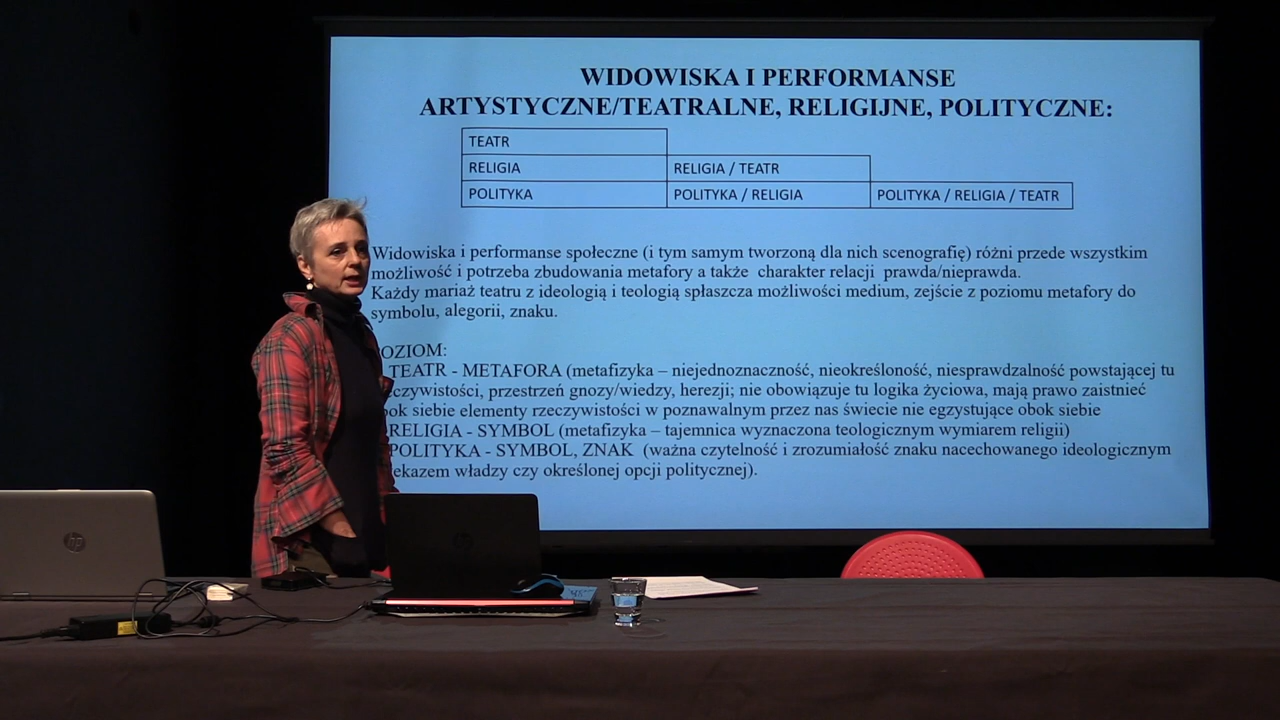 WIDOWISKA I PERFORMANSE
ARTYSTYCZNE/TEATRALNE, RELIGIJNE, POLITYCZNE:
TEATR
RELIGIA RELIGIA / TEATR
POLITYKA POLITYKA / RELIGIA POLITYKA / RELIGIA / TEATR
Widowiska i performanse społeczne (i tym samym tworzoną dla nich scenografię) różni przede wszystkim
możliwość i potrzeba zbudowania metafory a także charakter relacji prawda/nieprawda.
Każdy mariaż teatru z ideologią i teologią spłaszcza możliwości medium, zejście z poziomu metafory do
symbolu, alegorii, znaku.
OZIOM:
TEATR - METAFORA (metafizyka – niejednoznaczność, nieokreśloność, niesprawdzalność powstającej tu
eczywistości, przestrzeń gnozy/wiedzy, herezji; nie obowiązuje tu logika życiowa, mają prawo zaistnieć
bok siebie elementy rzeczywistości w poznawalnym przez nas świecie nie egzystujące obok siebie
RELIGIA - SYMBOL (metafizyka – tajemnica wyznaczona teologicznym wymiarem religii)
POLITYKA - SYMBOL, ZNAK (ważna czytelność i zrozumiałość znaku nacechowanego ideologicznym
ekazem władzy czy określonej opcji politycznej).
hp